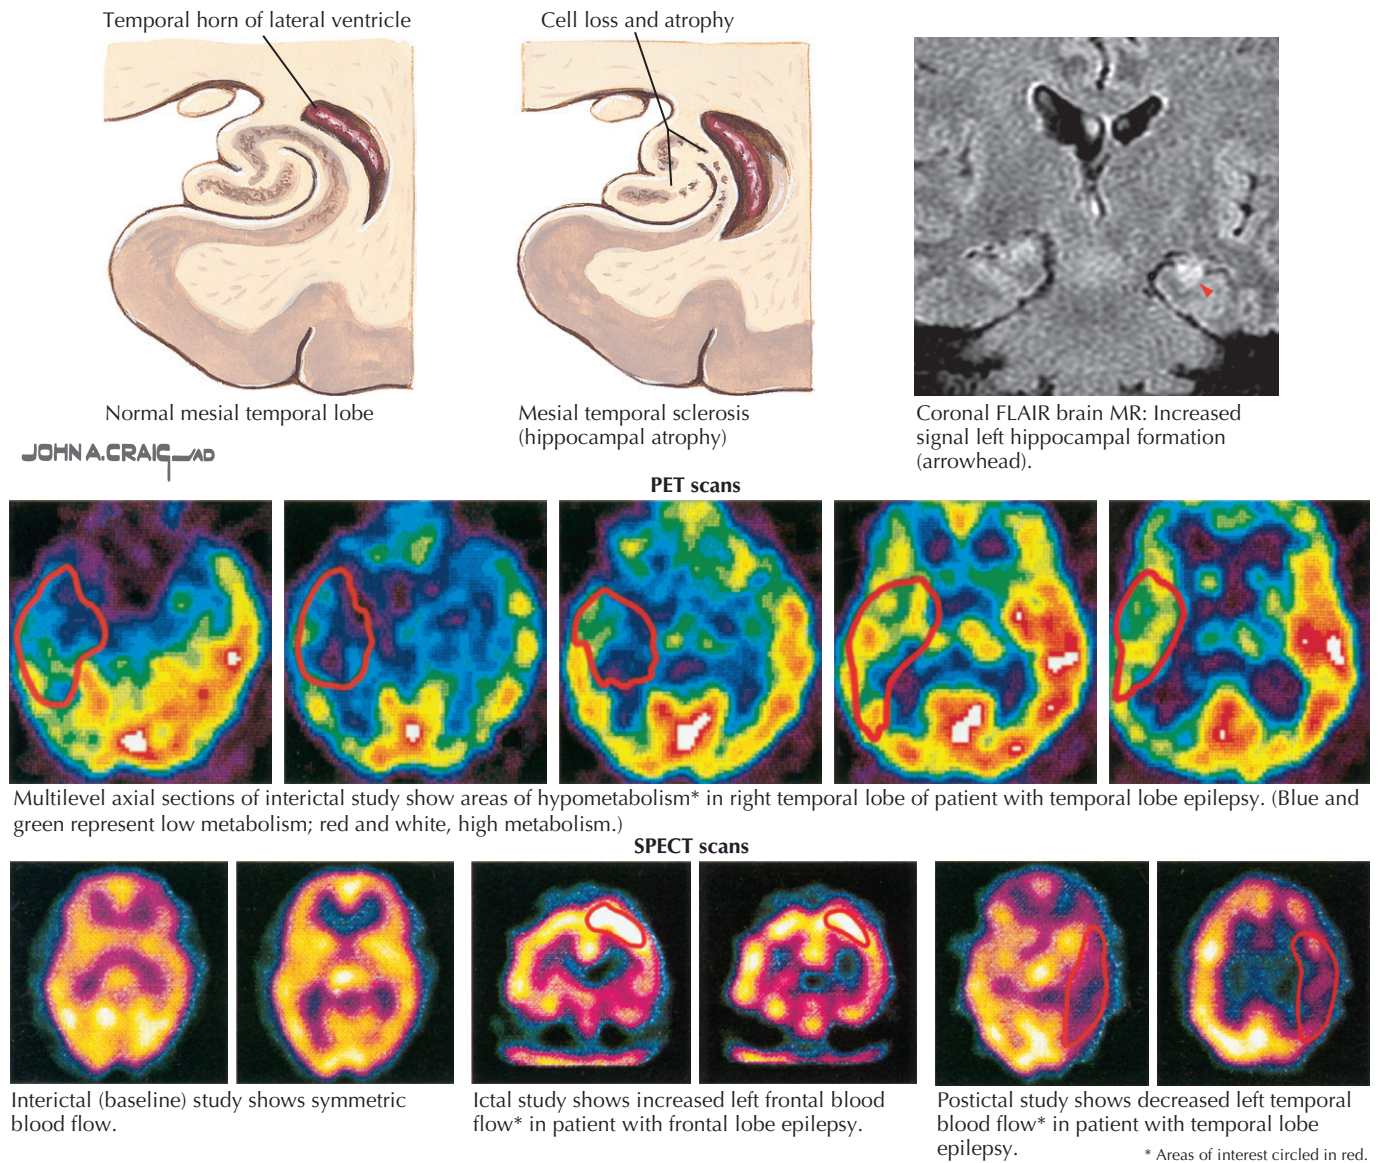 Temporal horn of lateral ventricle
Cell loss and atrophy
Normal mesial temporal lobe
Mesial temporal sclerosis
(hippocampal atrophy)
Coronal FLAIR brain MR: Increased
signal left hippocampal formation
(arrowhead).
JOHN A. CRAIG_AD
PET scans
Multilevel axial sections of interictal study show areas of hypometabolism* in right temporal lobe of patient with temporal lobe epilepsy. (Blue and
green represent low metabolism; red and white, high metabolism.)
SPECT scans
Interictal (baseline) study shows symmetric
blood flow.
Ictal study shows increased left frontal blood
flow* in patient with frontal lobe epilepsy.
Postictal study shows decreased left temporal
blood flow* in patient with temporal lobe
epilepsy.
* Areas of interest circled in red.